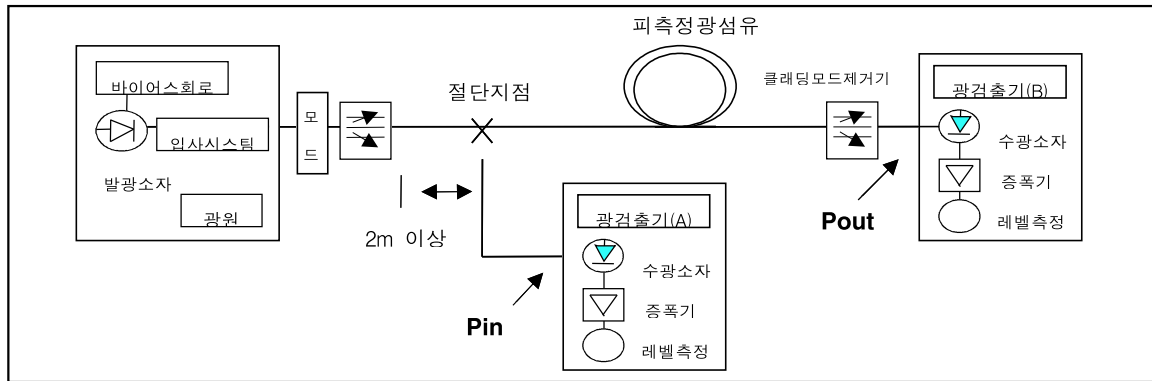 피측정광섬유
바이어스회로
입사시스팀
발광소자
광원
모
드
절단지점
2m 이상
클래딩모드제거기
광검출기(A)
수광소자
증폭기
레벨측정
Pin
Pout
광검출기(B)
수광소자
증폭기
레벨측정